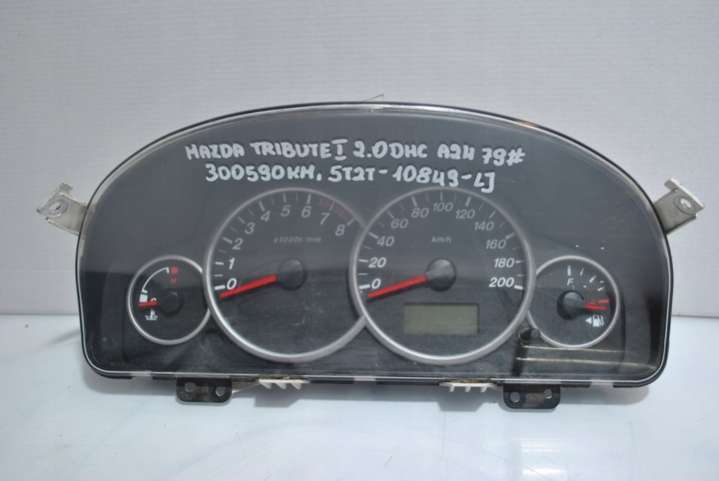 MAZDA TRIBUTE I 2.0DHC A24 79#
300590KM. 5T2T-10849-LJ
0 1 2 3 4 5 6 7 8
0 20 40 60 80 100 120 140 160 180 200
km/h
H
C
F